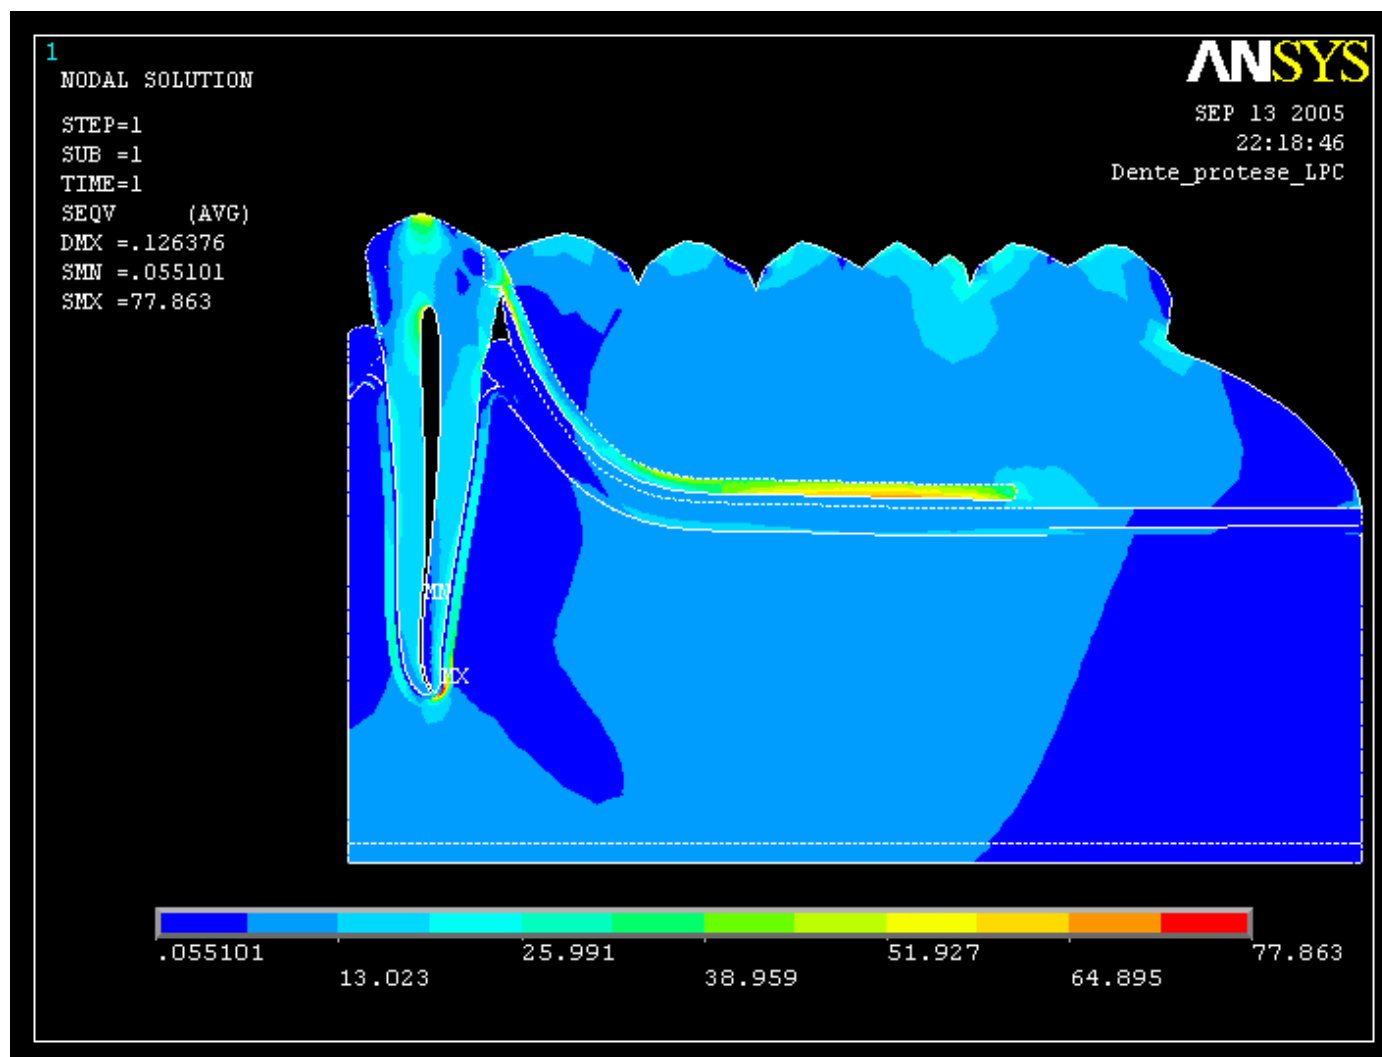 1
NODAL SOLUTION
STEP=1
SUB =1
TIME=1
SEQV (AVG)
DMX =.126376
SMN =.055101
SMX =77.863
ANSYS
SEP 13 2005
22:18:46
Dente_protese_LPC
MN
MX
.055101 25.991 51.927 77.863
13.023 38.959 64.895